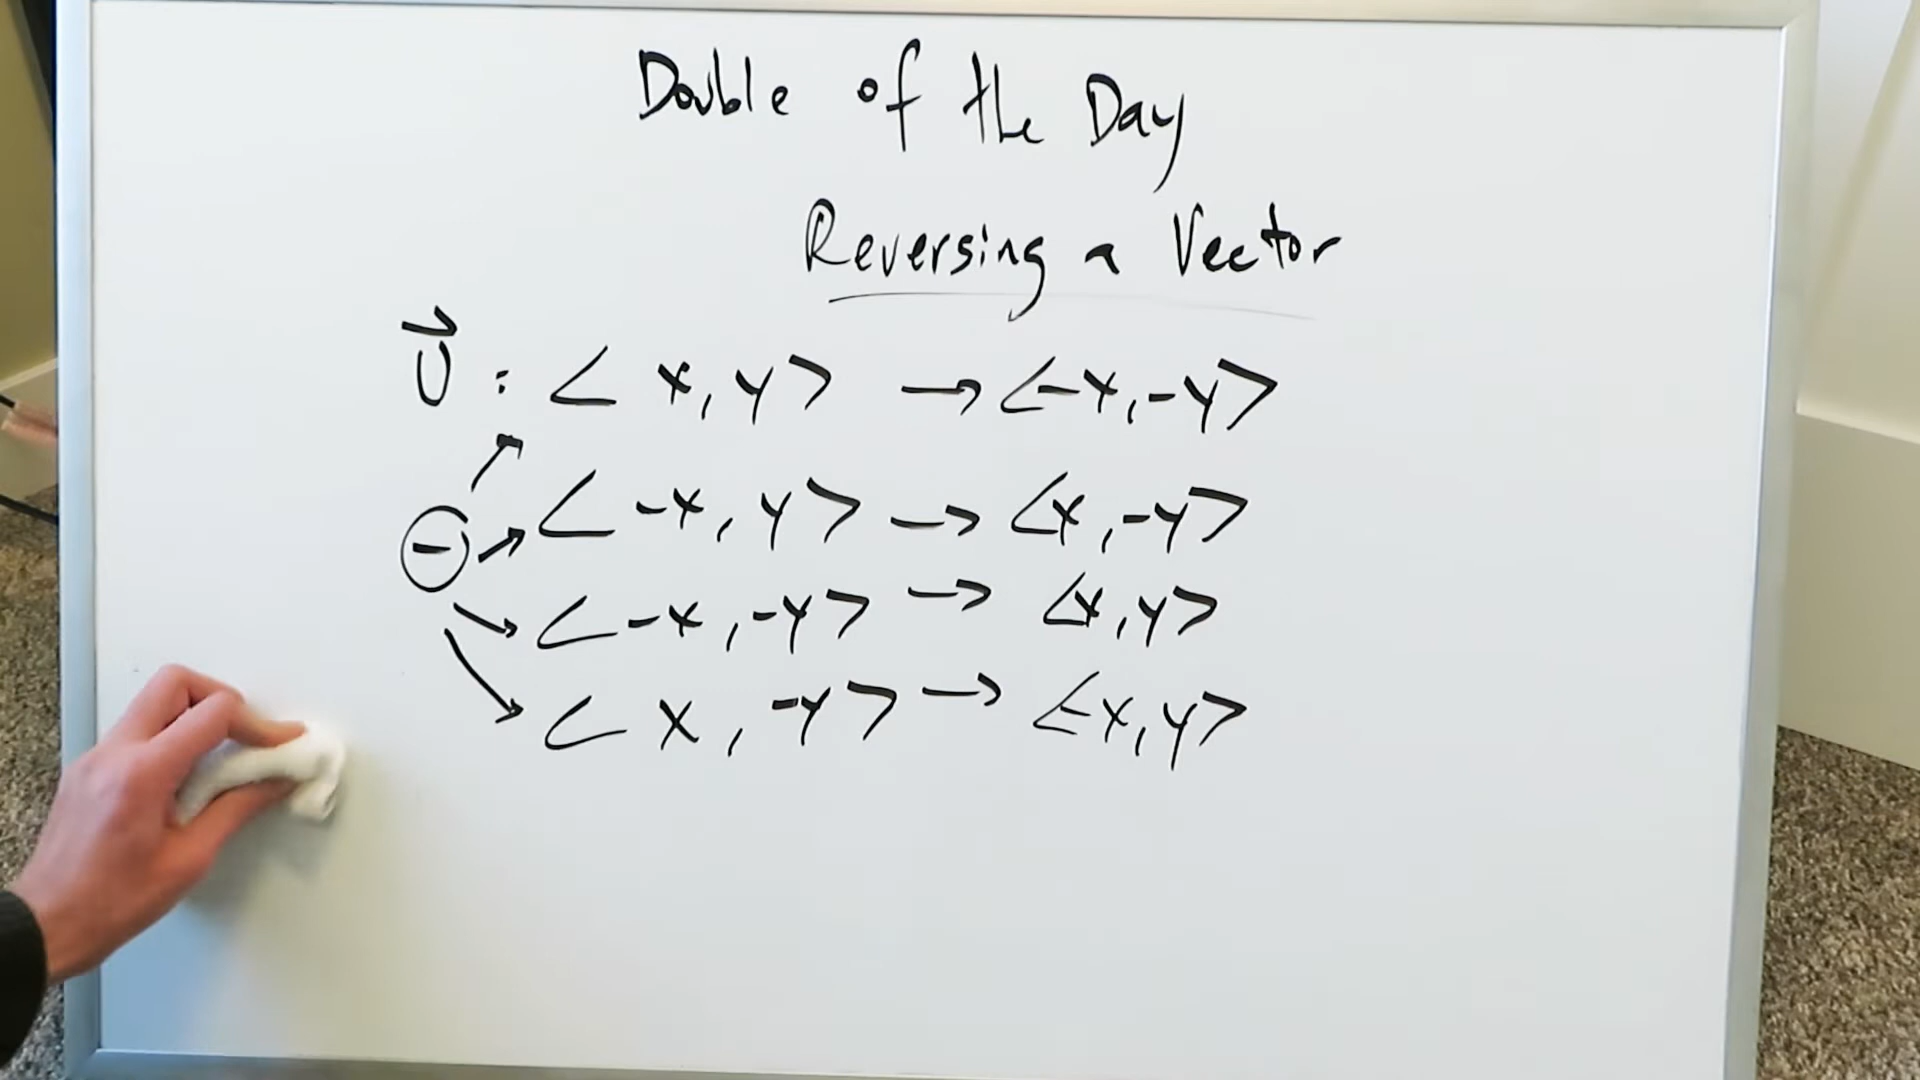 Double of the Day
Reversing a Vector
U⃗ : < x, y > → <-x, -y>
⊖ → < -x, y > → <x, -y>
< -x, -y > → <x, y>
< x, -y > → <-x, y>